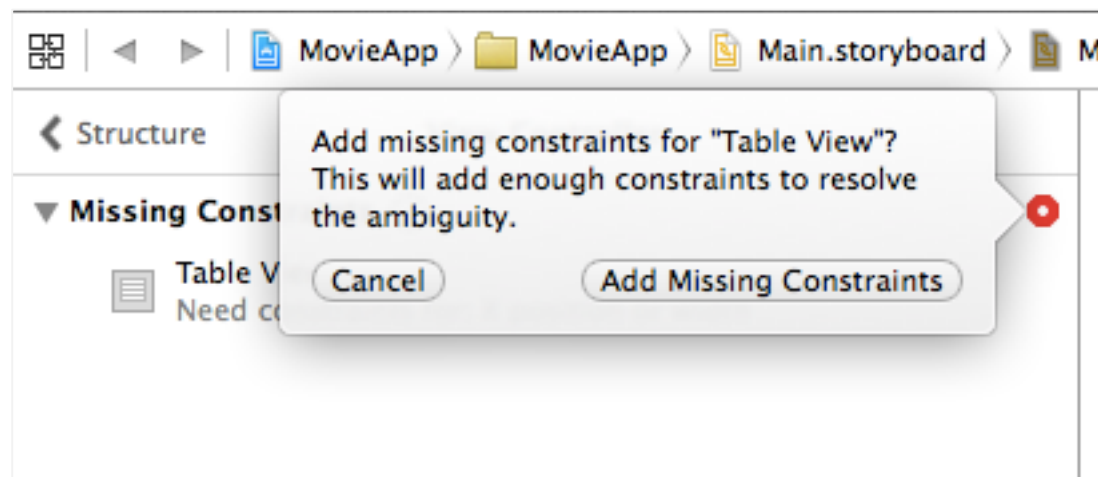 MovieApp MovieApp Main.storyboard M
Structure
Add missing constraints for "Table View"?
This will add enough constraints to resolve
the ambiguity.
Missing Const
Table V
Need co
Cancel
Add Missing Constraints